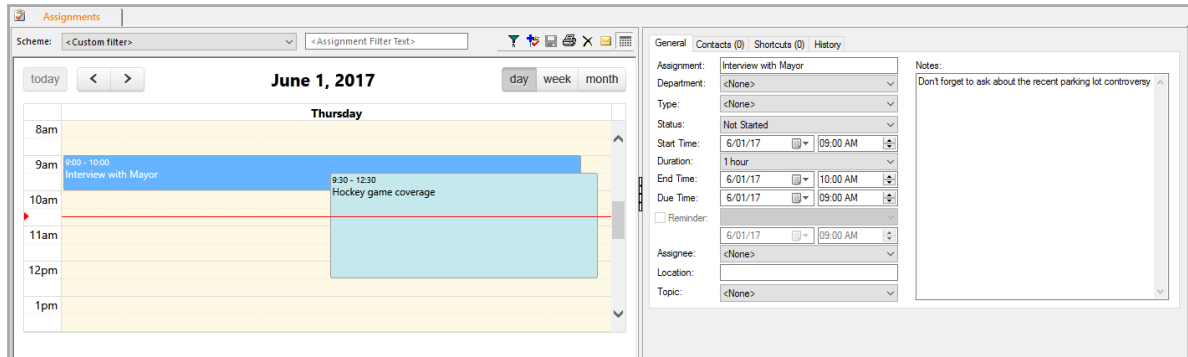 Assignments
Scheme: <Custom filter> <Assignment Filter Text>
today < > June 1, 2017 day week month
Thursday
8am
9am
10am
11am
12pm
1pm
9:00 - 10:00
Interview with Mayor
9:30 - 12:30
Hockey game coverage
General Contacts (0) Shortcuts (0) History
Assignment: Interview with Mayor
Department: <None>
Type: <None>
Status: Not Started
Start Time: 6/01/17 09:00 AM
Duration: 1 hour
End Time: 6/01/17 10:00 AM
Due Time: 6/01/17 09:00 AM
Reminder:
6/01/17 09:00 AM
Assignee: <None>
Location:
Topic: <None>
Notes:
Don't forget to ask about the recent parking lot controversy